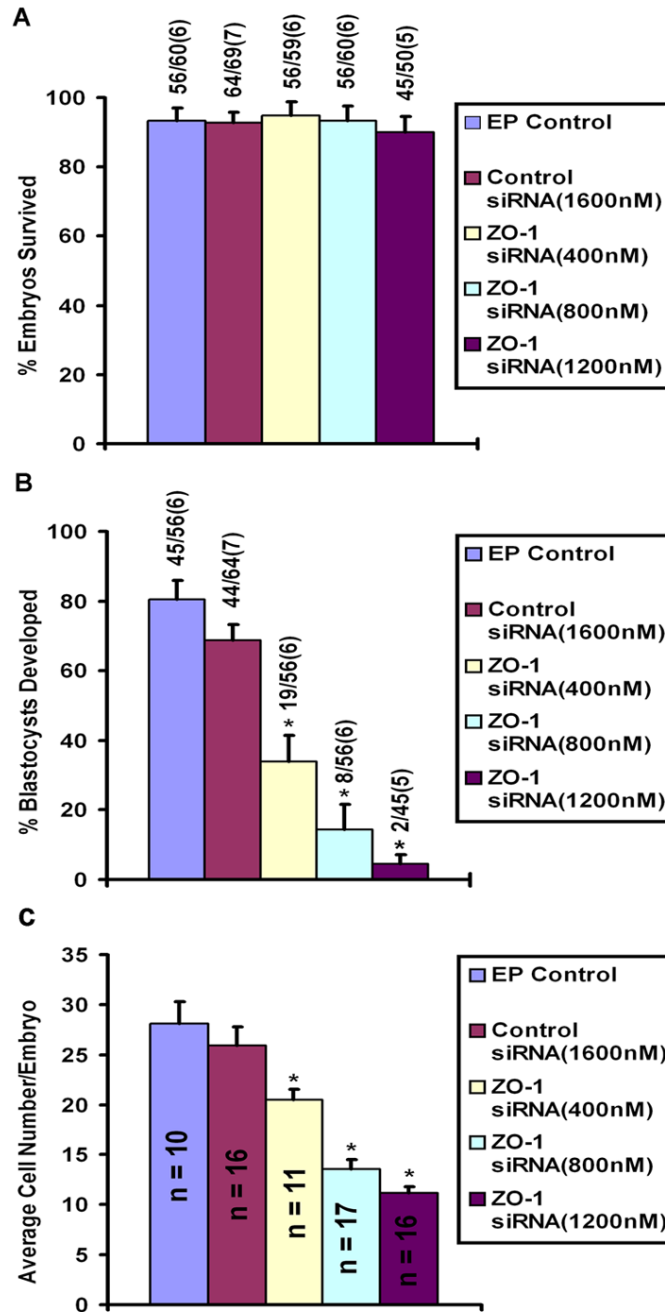 A
56/60(6)
64/69(7)
56/59(6)
56/60(6)
45/50(5)
% Embryos Survived
100
80
60
40
20
0
EP Control
Control
siRNA(1600nM)
ZO-1
siRNA(400nM)
ZO-1
siRNA(800nM)
ZO-1
siRNA(1200nM)
B
45/56(6)
44/64(7)
* 19/56(6)
* 8/56(6)
* 2/45(5)
% Blastocysts Developed
100
80
60
40
20
0
EP Control
Control
siRNA(1600nM)
ZO-1
siRNA(400nM)
ZO-1
siRNA(800nM)
ZO-1
siRNA(1200nM)
C
Average Cell Number/Embryo
35
30
25
20
15
10
5
0
n = 10
n = 16
*
n = 11
*
n = 17
*
n = 16
EP Control
Control
siRNA(1600nM)
ZO-1
siRNA(400nM)
ZO-1
siRNA(800nM)
ZO-1
siRNA(1200nM)